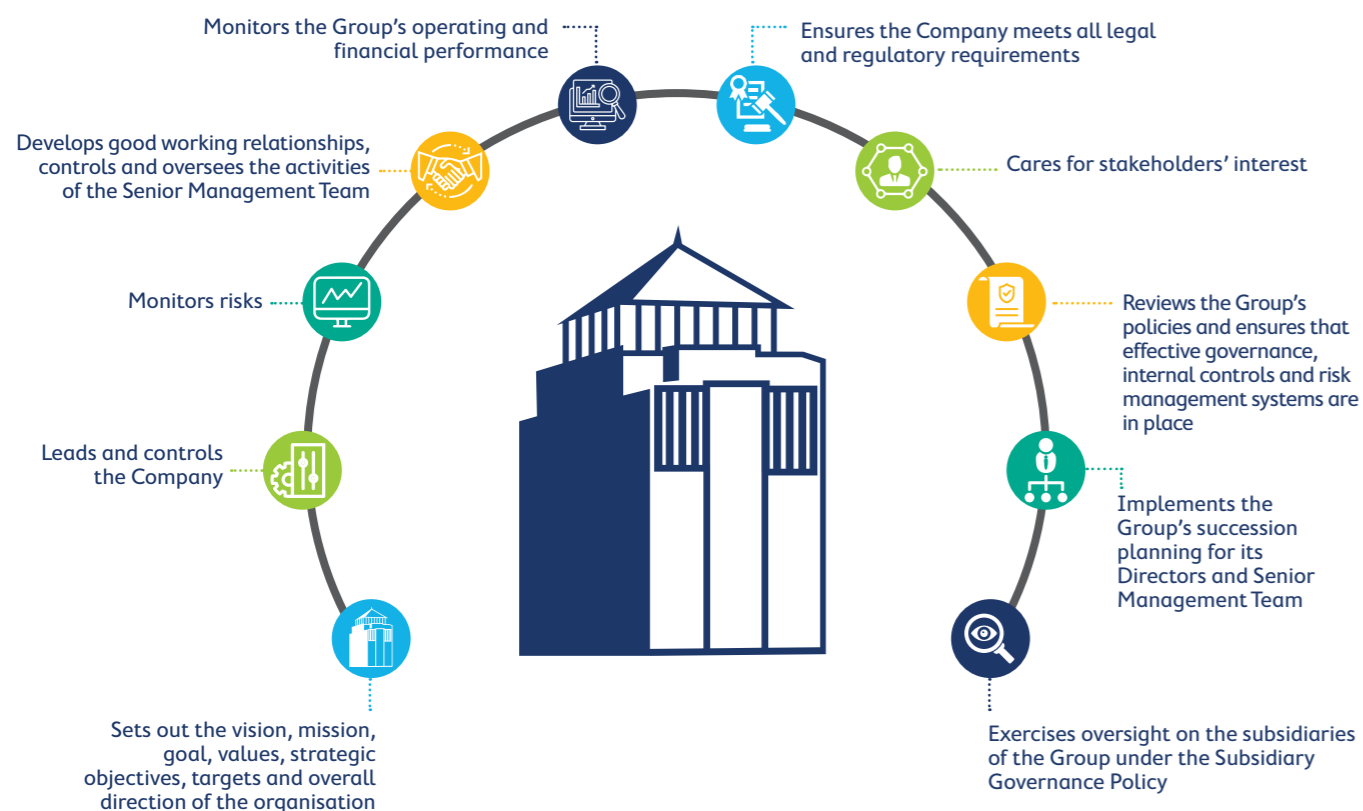 Monitors the Group's operating and
financial performance
Ensures the Company meets all legal
and regulatory requirements
Develops good working relationships,
controls and oversees the activities
of the Senior Management Team
Cares for stakeholders' interest
Monitors risks
Reviews the Group's
policies and ensures that
effective governance,
internal controls and risk
management systems are
in place
Leads and controls
the Company
Implements the
Group's succession
planning for its
Directors and Senior
Management Team
Sets out the vision, mission,
goal, values, strategic
objectives, targets and overall
direction of the organisation
Exercises oversight on the subsidiaries
of the Group under the Subsidiary
Governance Policy